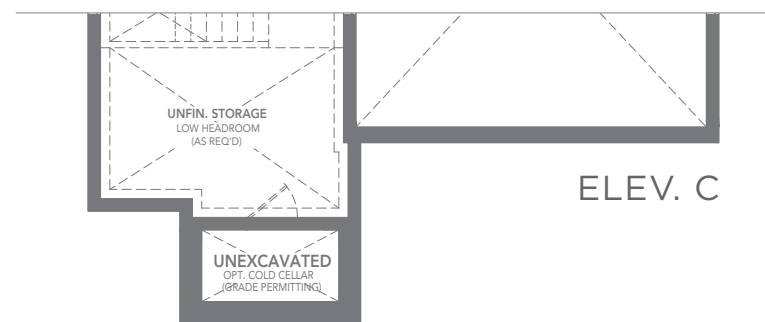 UNFIN. STORAGE
LOW HEADROOM
(AS REQ'D)
ELEV. C
UNEXCAVATED
OPT. COLD CELLAR
(GRADE PERMITTING)